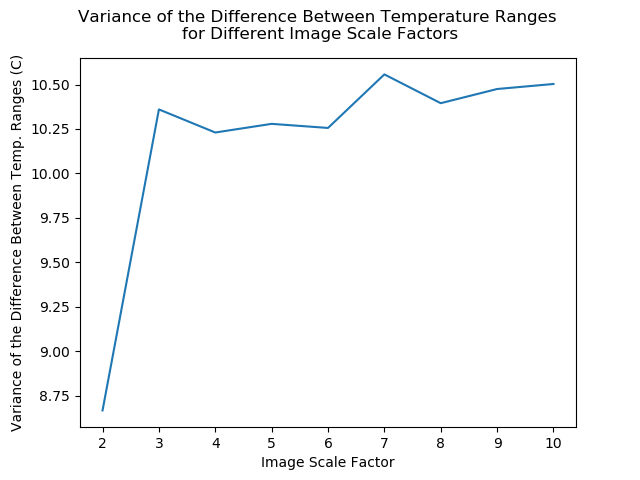 Variance of the Difference Between Temperature Ranges
for Different Image Scale Factors
Variance of the Difference Between Temp. Ranges (C)
10.50
10.25
10.00
9.75
9.50
9.25
9.00
8.75
2 3 4 5 6 7 8 9 10
Image Scale Factor